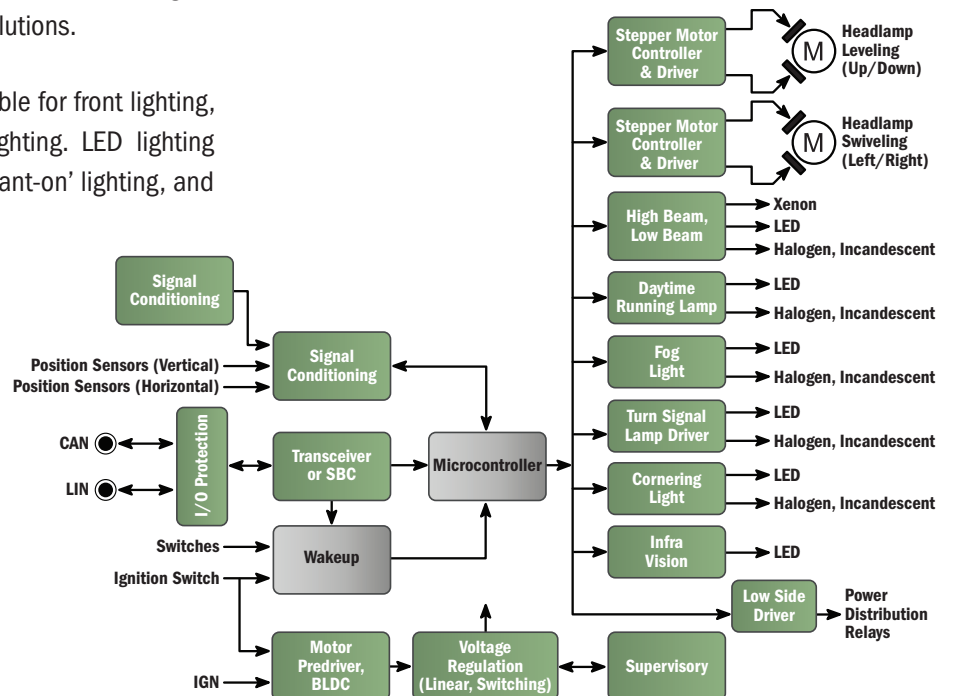 lutions.
ble for front lighting,
ghting. LED lighting
ant-on’ lighting, and
Stepper Motor
Controller
& Driver
M
Headlamp
Leveling
(Up/Down)
Stepper Motor
Controller
& Driver
M
Headlamp
Swiveling
(Left/Right)
High Beam,
Low Beam
Xenon
LED
Halogen, Incandescent
Daytime
Running Lamp
LED
Halogen, Incandescent
Fog
Light
LED
Halogen, Incandescent
Turn Signal
Lamp Driver
LED
Halogen, Incandescent
Cornering
Light
LED
Halogen, Incandescent
Infra
Vision
LED
Low Side
Driver
Power
Distribution
Relays
Signal
Conditioning
Signal
Conditioning
Position Sensors (Vertical)
Position Sensors (Horizontal)
CAN
LIN
I/O Protection
Transceiver
or SBC
Microcontroller
Switches
Ignition Switch
Wakeup
IGN
Motor
Predriver,
BLDC
Voltage
Regulation
(Linear, Switching)
Supervisory